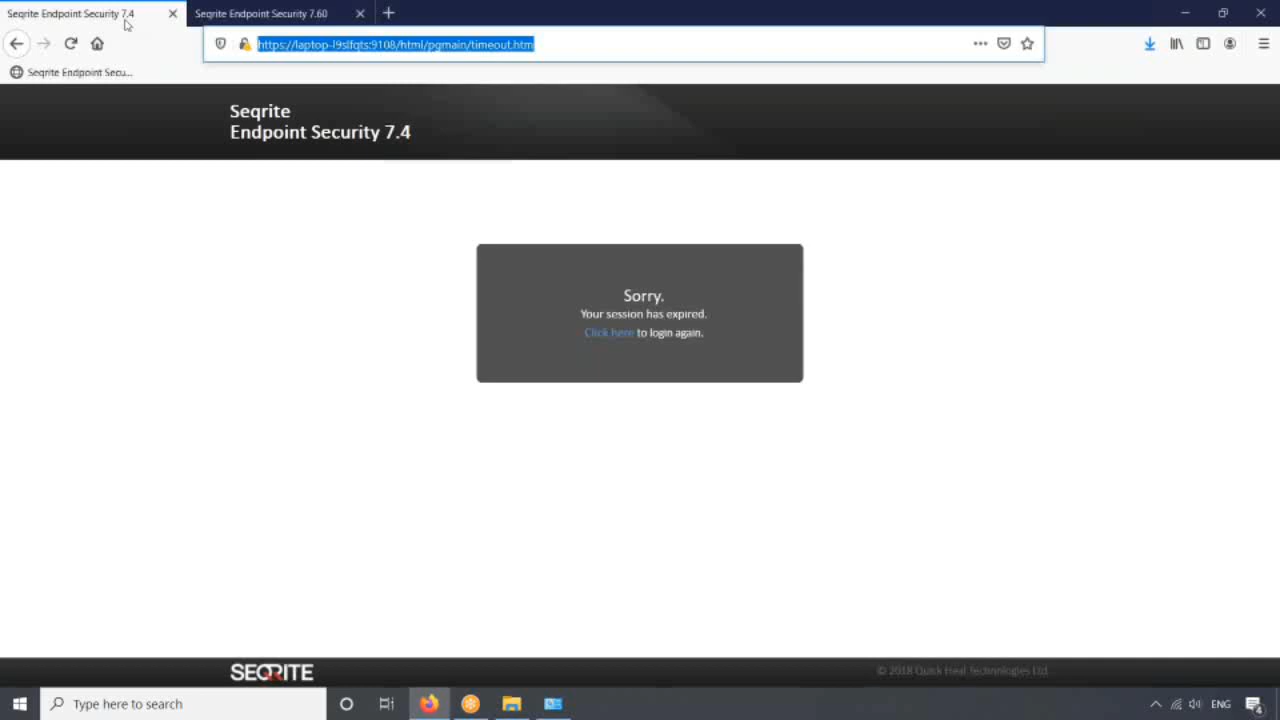 Seqrite Endpoint Security 7.4
Seqrite Endpoint Security 7.60
https://laptop-l9slfqts:9108/html/pgmain/timeout.html
Seqrite Endpoint Secu...
Seqrite
Endpoint Security 7.4
Sorry.
Your session has expired.
Click here to login again.
SEQRITE
© 2018 Quick Heal Technologies Ltd.
Type here to search
ENG
4